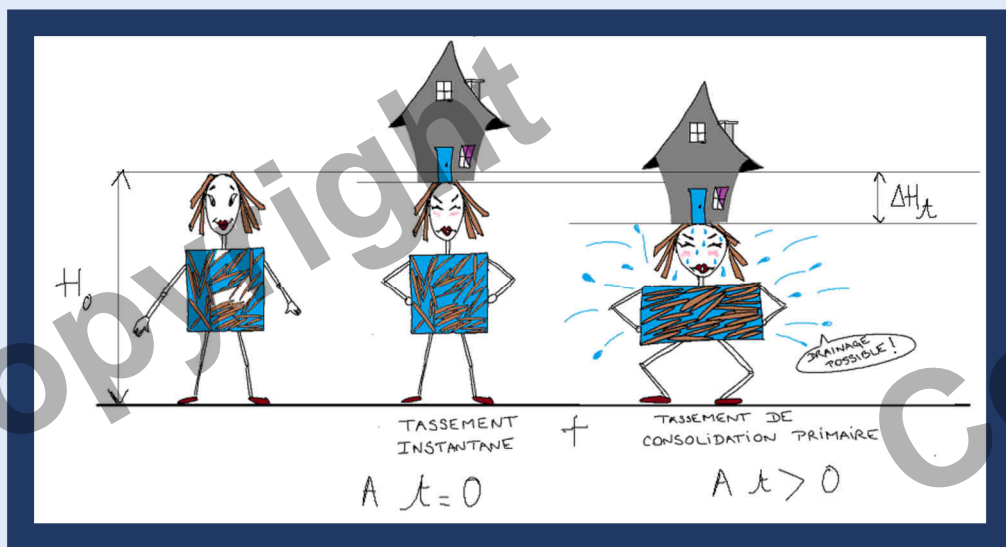 Copyright
Co
H₀
ΔHt
DRAINAGE
POSSIBLE!
TASSEMENT
INSTANTANE
+
TASSEMENT DE
CONSOLIDATION PRIMAIRE
A t=0
A t>0